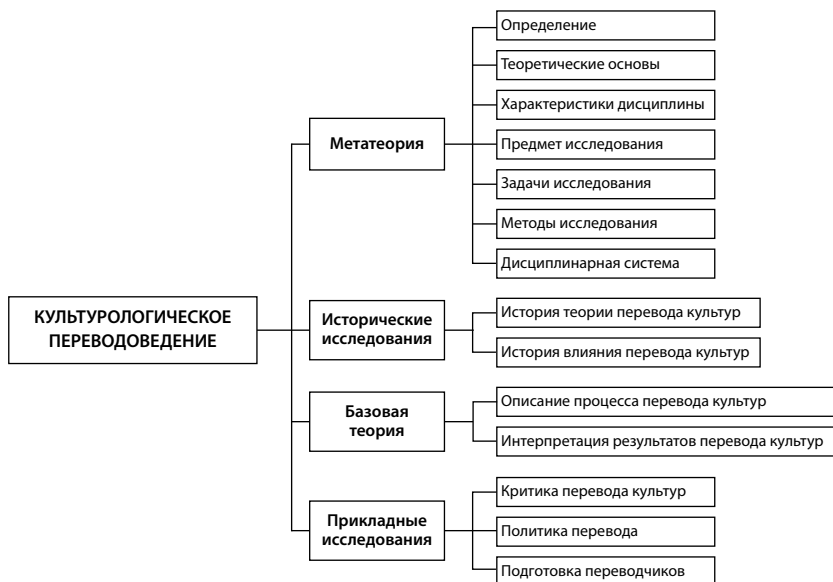 КУЛЬТУРОЛОГИЧЕСКОЕ
ПЕРЕВОДОВЕДЕНИЕ
Метатеория
Определение
Теоретические основы
Характеристики дисциплины
Предмет исследования
Задачи исследования
Методы исследования
Дисциплинарная система
Исторические
исследования
История теории перевода культур
История влияния перевода культур
Базовая
теория
Описание процесса перевода культур
Интерпретация результатов перевода культур
Прикладные
исследования
Критика перевода культур
Политика перевода
Подготовка переводчиков